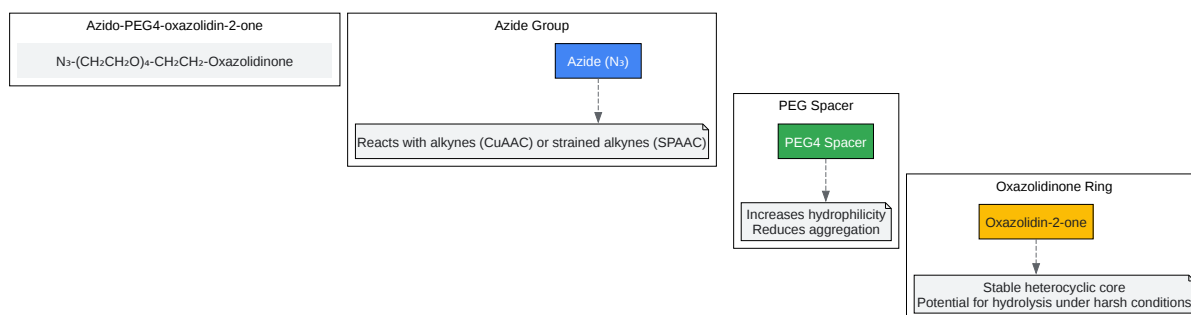 Azido-PEG4-oxazolidin-2-one
N₃-(CH₂CH₂O)₄-CH₂CH₂-Oxazolidinone
Azide Group
Azide (N₃)
Reacts with alkynes (CuAAC) or strained alkynes (SPAAC)
PEG Spacer
PEG4 Spacer
Increases hydrophilicity
Reduces aggregation
Oxazolidinone Ring
Oxazolidin-2-one
Stable heterocyclic core
Potential for hydrolysis under harsh conditions